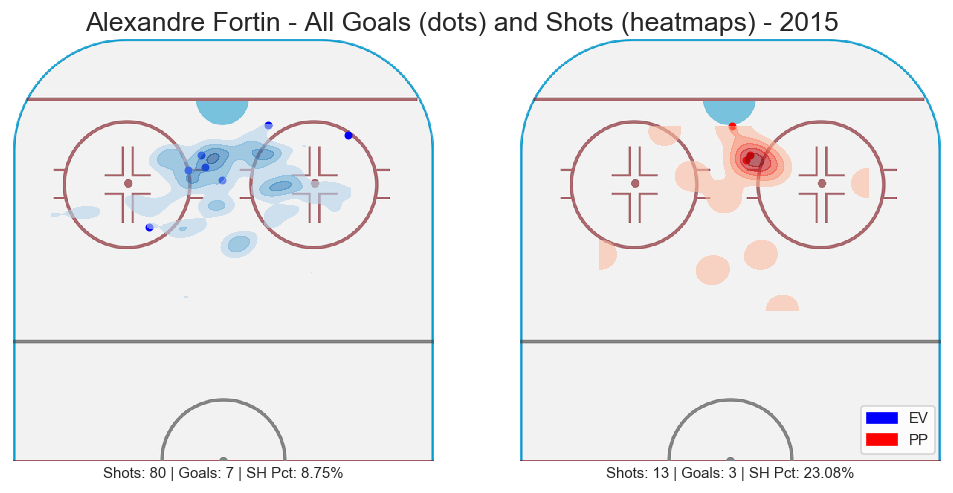 Alexandre Fortin - All Goals (dots) and Shots (heatmaps) - 2015
EV
PP
Shots: 80 | Goals: 7 | SH Pct: 8.75%
Shots: 13 | Goals: 3 | SH Pct: 23.08%